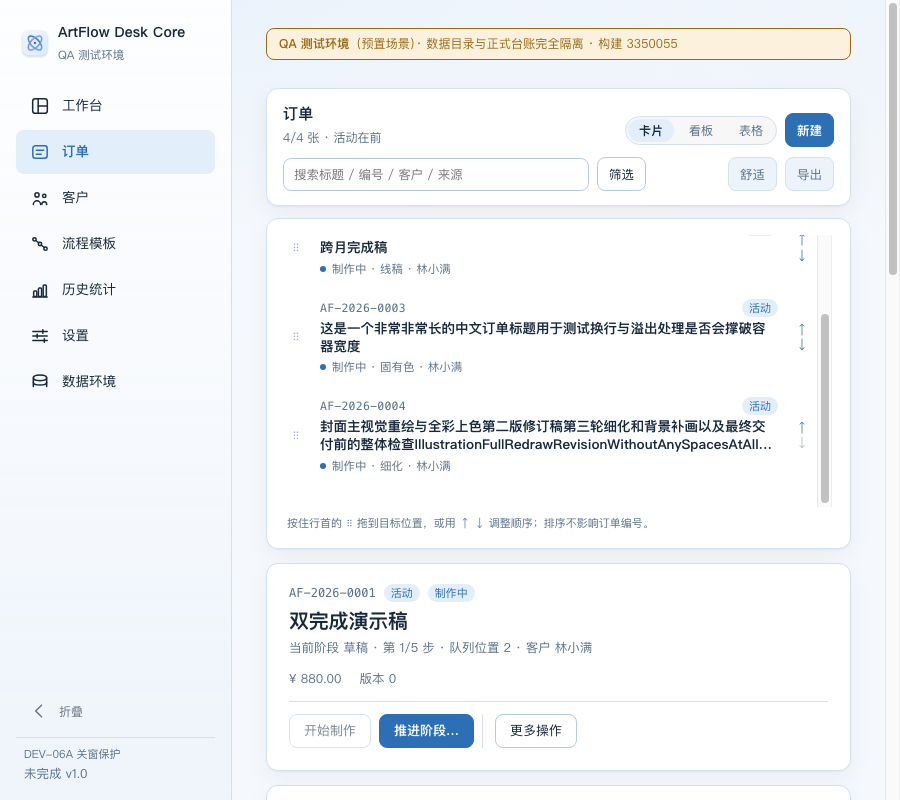 ArtFlow Desk Core
QA 测试环境
工作台
订单
客户
流程模板
历史统计
设置
数据环境
折叠
DEV-06A 关窗保护
未完成 v1.0
QA 测试环境（预置场景）· 数据目录与正式台账完全隔离 · 构建 3350055
订单
4/4 张 · 活动在前
卡片
看板
表格
新建
搜索标题 / 编号 / 客户 / 来源
筛选
舒适
导出
⠿ 跨月完成稿 ↑
制作中 · 线稿 · 林小满 ↓
AF-2026-0003 活动
⠿ 这是一个非常非常长的中文订单标题用于测试换行与溢出处理是否会撑破容 ↑
器宽度 ↓
制作中 · 固有色 · 林小满
AF-2026-0004 活动
⠿ 封面主视觉重绘与全彩上色第二版修订稿第三轮细化和背景补画以及最终交 ↑
付前的整体检查IllustrationFullRedrawRevisionWithoutAnySpacesAtAll… ↓
制作中 · 细化 · 林小满
按住行首的 ⠿ 拖到目标位置，或用 ↑ ↓ 调整顺序；排序不影响订单编号。
AF-2026-0001 活动 制作中
双完成演示稿
当前阶段 草稿 · 第 1/5 步 · 队列位置 2 · 客户 林小满
¥ 880.00 版本 0
开始制作
推进阶段…
更多操作